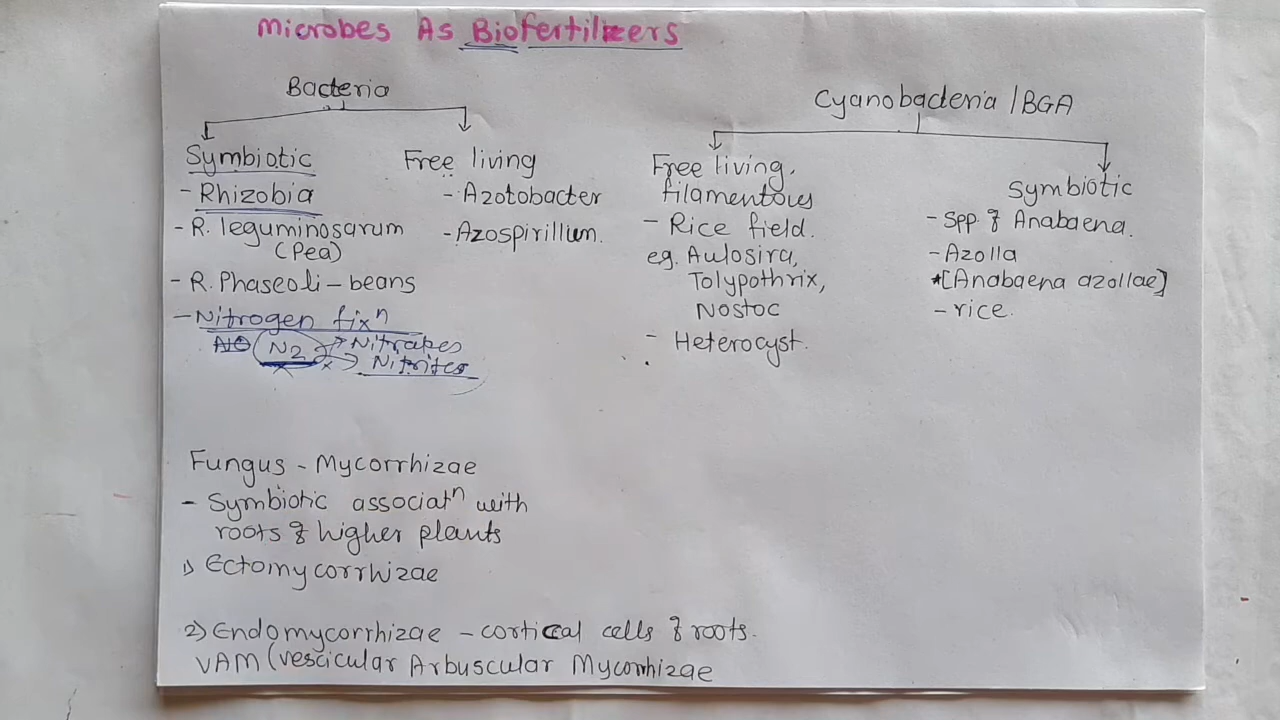 Microbes As Biofertilizers
Bacteria
Symbiotic
- Rhizobia
- R. leguminosarum
(Pea)
- R. Phaseoli - beans
- Nitrogen fixⁿ
N2 → Nitrates
→ Nitrites
Free living
- Azotobacter
- Azospirillum.
Cyanobacteria / BGA
Free living,
filamentous
- Rice field.
eg. Aulosira,
Tolypothrix,
Nostoc
- Heterocyst.
Symbiotic
- Spp. of Anabaena.
- Azolla
*[Anabaena azollae]
- rice.
Fungus - Mycorrhizae
- Symbiotic associatⁿ with
roots of higher plants
1) Ectomycorrhizae
2) Endomycorrhizae - cortical cells of roots.
VAM (vescicular Arbuscular Mycorrhizae